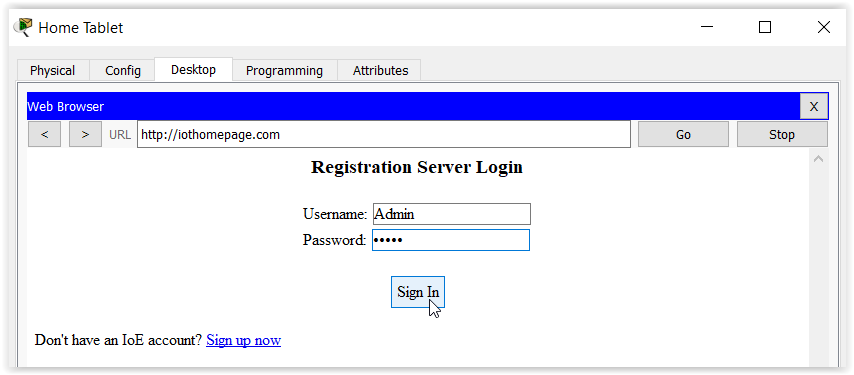 Home Tablet
Physical Config Desktop Programming Attributes
Web Browser X
< > URL http://iothomepage.com Go Stop
Registration Server Login
Username: Admin
Password: •••••
Sign In
Don't have an IoE account? Sign up now